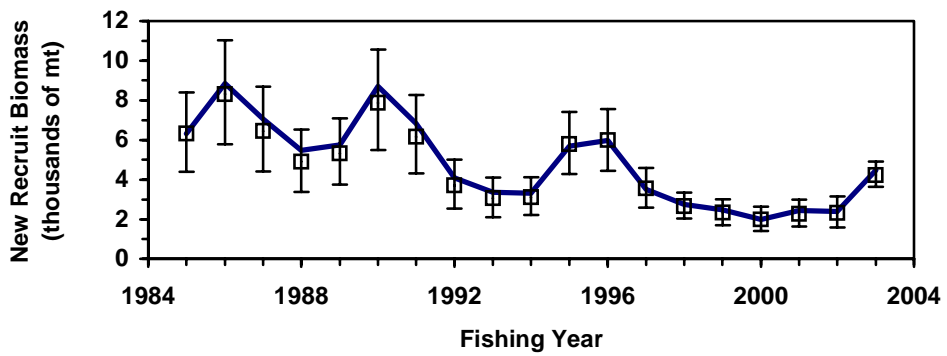 New Recruit Biomass
(thousands of mt)
12
10
8
6
4
2
0
1984 1988 1992 1996 2000 2004
Fishing Year